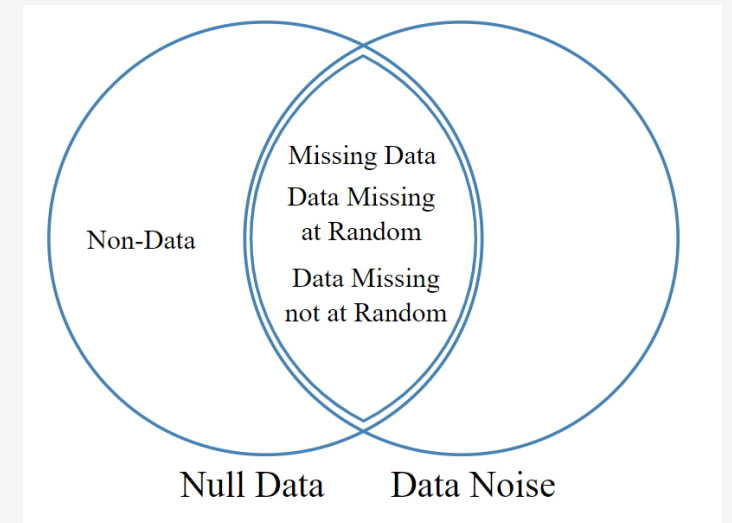 Missing Data
Data Missing
at Random
Non-Data
Data Missing
not at Random
Null Data
Data Noise